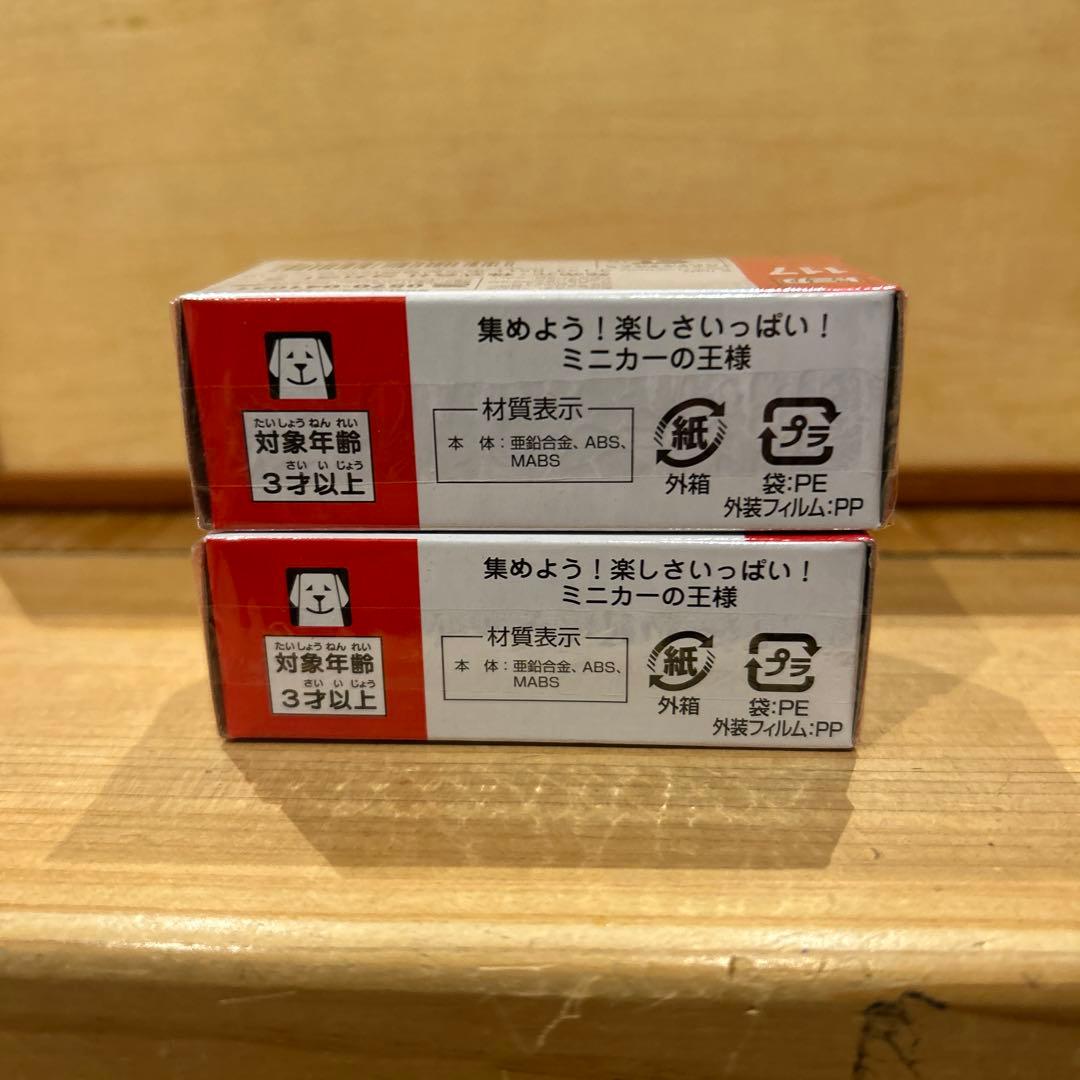 トミカ
117
集めよう！楽しさいっぱい！
ミニカーの王様
たいしょうねんれい
対象年齢
さいいじょう
3才以上
材質表示
本　体：亜鉛合金、ABS、
MABS
紙
外箱
プラ
袋：PE
外装フィルム：PP
集めよう！楽しさいっぱい！
ミニカーの王様
たいしょうねんれい
対象年齢
さいいじょう
3才以上
材質表示
本　体：亜鉛合金、ABS、
MABS
紙
外箱
プラ
袋：PE
外装フィルム：PP